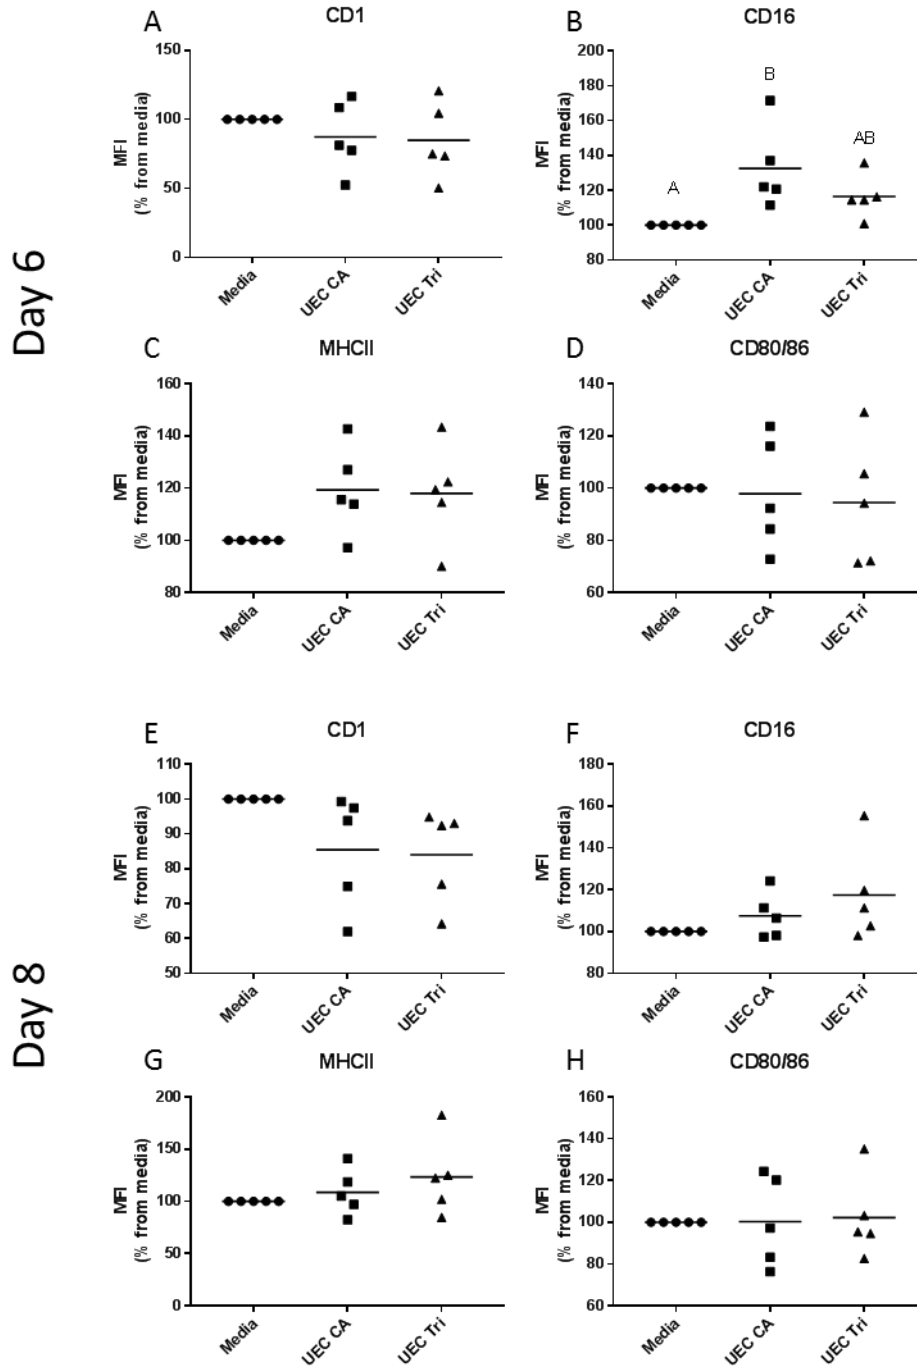 Day 6
A
CD1
MFI
(% from media)
150
100
50
0
Media
UEC CA
UEC Tri
B
CD16
MFI
(% from media)
200
180
160
140
120
100
80
A
B
AB
Media
UEC CA
UEC Tri
C
MHCII
MFI
(% from media)
160
140
120
100
80
Media
UEC CA
UEC Tri
D
CD80/86
MFI
(% from media)
140
120
100
80
60
Media
UEC CA
UEC Tri
Day 8
E
CD1
MFI
(% from media)
110
100
90
80
70
60
50
Media
UEC CA
UEC Tri
F
CD16
MFI
(% from media)
180
160
140
120
100
80
Media
UEC CA
UEC Tri
G
MHCII
MFI
(% from media)
200
150
100
50
0
Media
UEC CA
UEC Tri
H
CD80/86
MFI
(% from media)
160
140
120
100
80
60
Media
UEC CA
UEC Tri